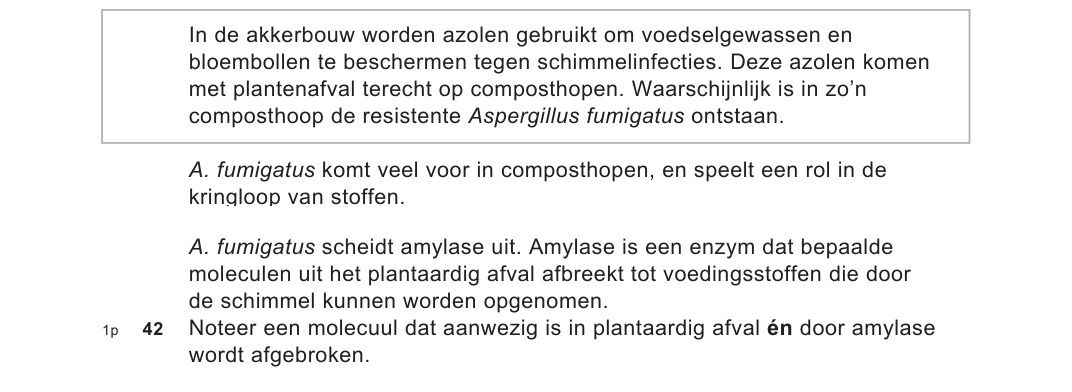 In de akkerbouw worden azolen gebruikt om voedselgewassen en
bloembollen te beschermen tegen schimmelinfecties. Deze azolen komen
met plantenafval terecht op composthopen. Waarschijnlijk is in zo'n
composthoop de resistente Aspergillus fumigatus ontstaan.
A. fumigatus komt veel voor in composthopen, en speelt een rol in de
kringloop van stoffen.
A. fumigatus scheidt amylase uit. Amylase is een enzym dat bepaalde
moleculen uit het plantaardig afval afbreekt tot voedingsstoffen die door
de schimmel kunnen worden opgenomen.
1p 42 Noteer een molecuul dat aanwezig is in plantaardig afval én door amylase
wordt afgebroken.